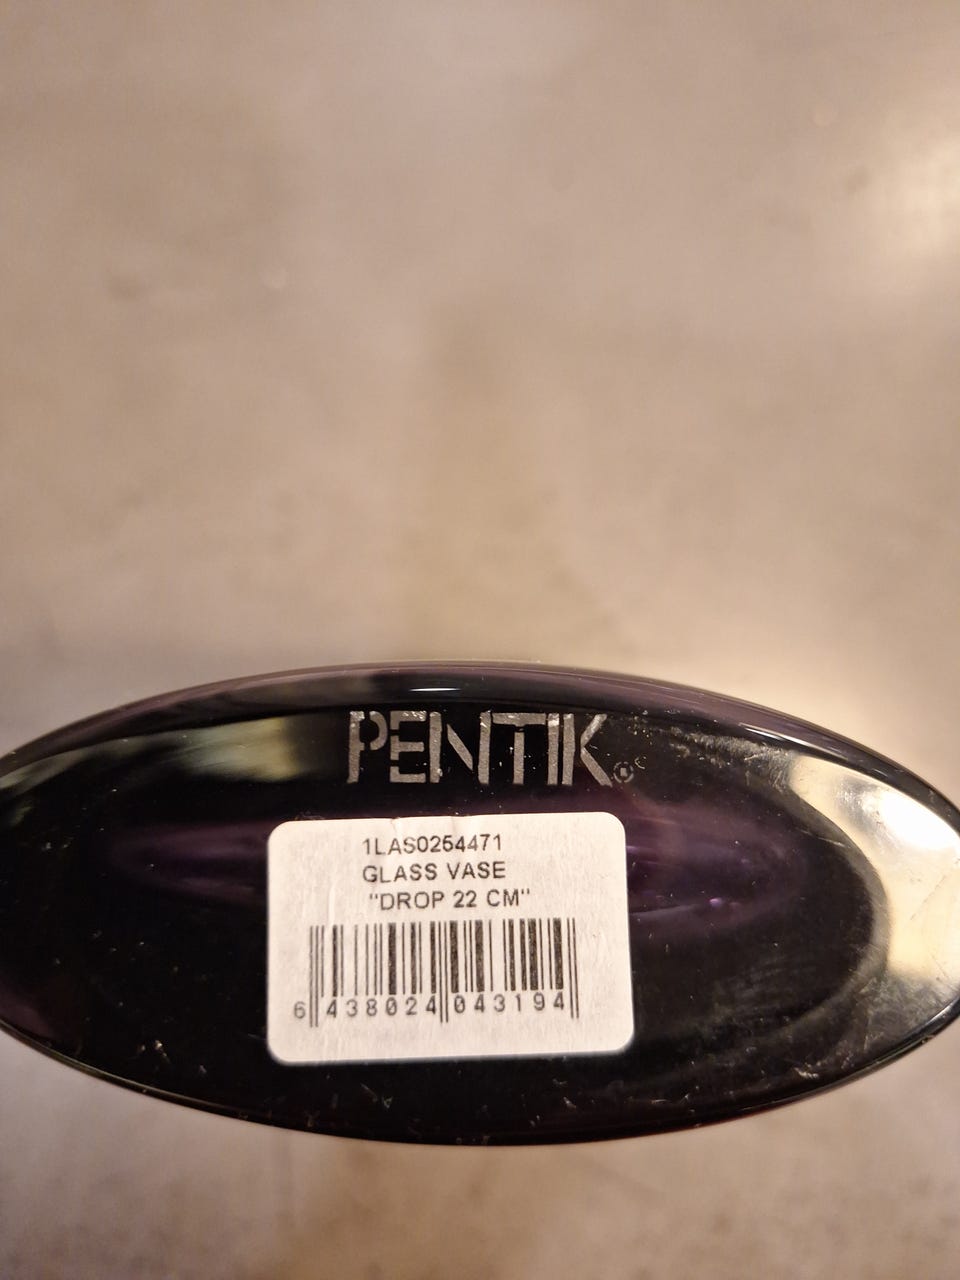 PENTIK®
1LAS0254471
GLASS VASE
"DROP 22 CM"
6 438024 043194